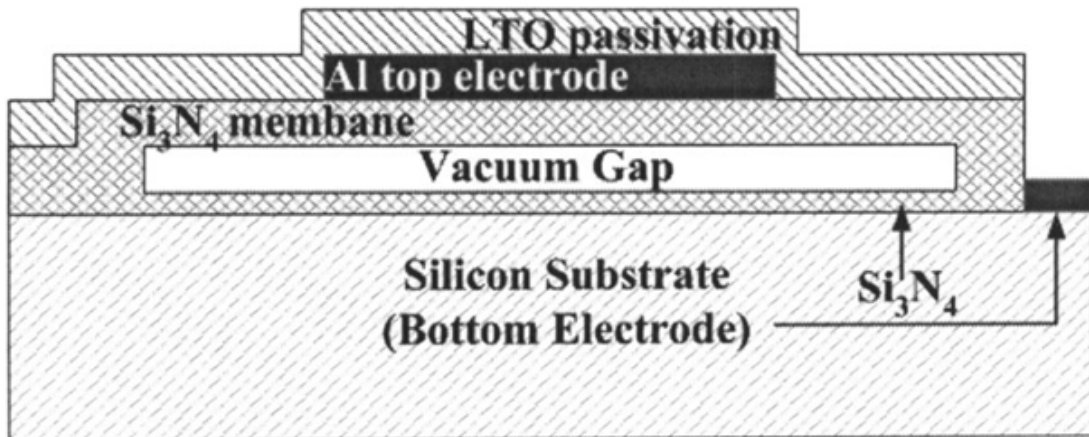 LTO passivation
Al top electrode
Si₃N₄ membane
Vacuum Gap
Silicon Substrate
(Bottom Electrode)
Si₃N₄